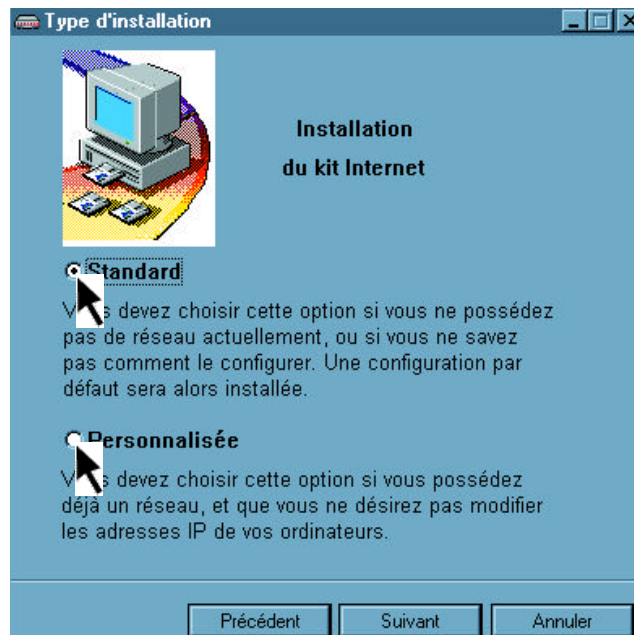 Type d'installation
Installation
du kit Internet
Standard
Vous devez choisir cette option si vous ne possédez
pas de réseau actuellement, ou si vous ne savez
pas comment le configurer. Une configuration par
défaut sera alors installée.
Personnalisée
Vous devez choisir cette option si vous possédez
déjà un réseau, et que vous ne désirez pas modifier
les adresses IP de vos ordinateurs.
Précédent Suivant Annuler